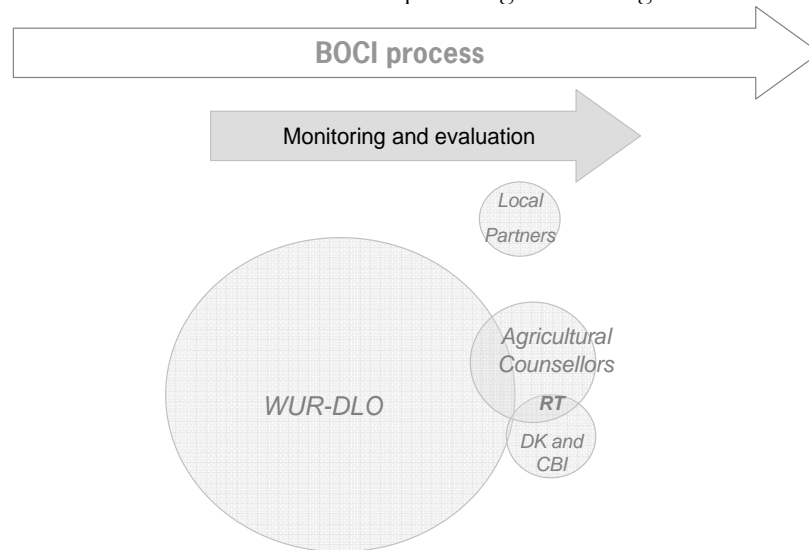 BOCI process
Monitoring and evaluation
Local
Partners
Agricultural
Counsellors
WUR-DLO
RT
DK and
CBI